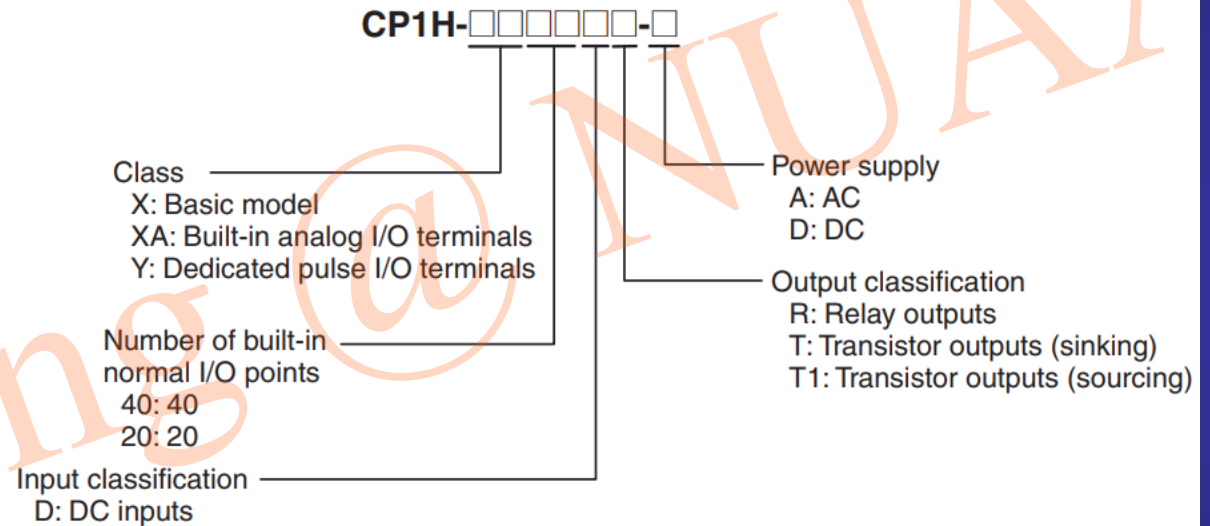 CP1H-□□□□□□-□
Class
X: Basic model
XA: Built-in analog I/O terminals
Y: Dedicated pulse I/O terminals
Number of built-in
normal I/O points
40: 40
20: 20
Input classification
D: DC inputs
Power supply
A: AC
D: DC
Output classification
R: Relay outputs
T: Transistor outputs (sinking)
T1: Transistor outputs (sourcing)
ng @ NUA